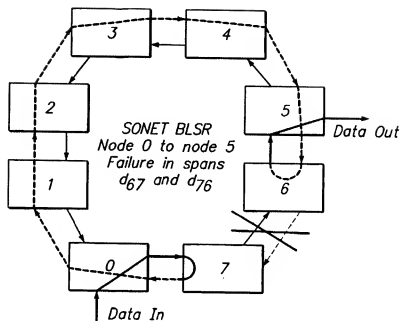 3
4
2
5
SONET BLSR
Node 0 to node 5
Failure in spans
d67 and d76
Data Out
1
6
0
7
Data In